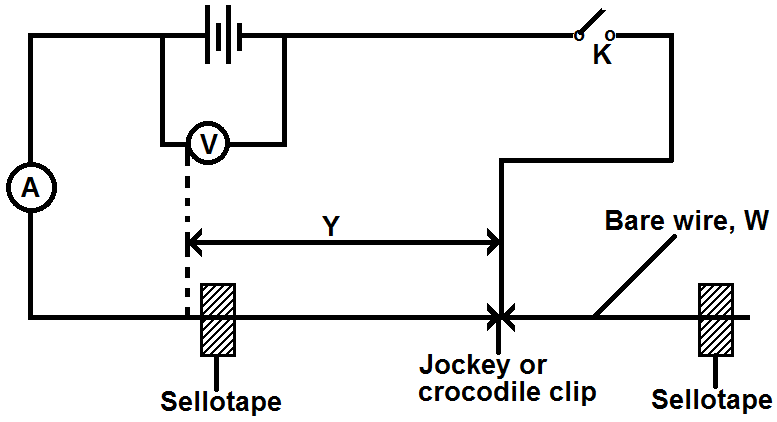 K
V
A
Y
Bare wire, W
Jockey or
crocodile clip
Sellotape
Sellotape